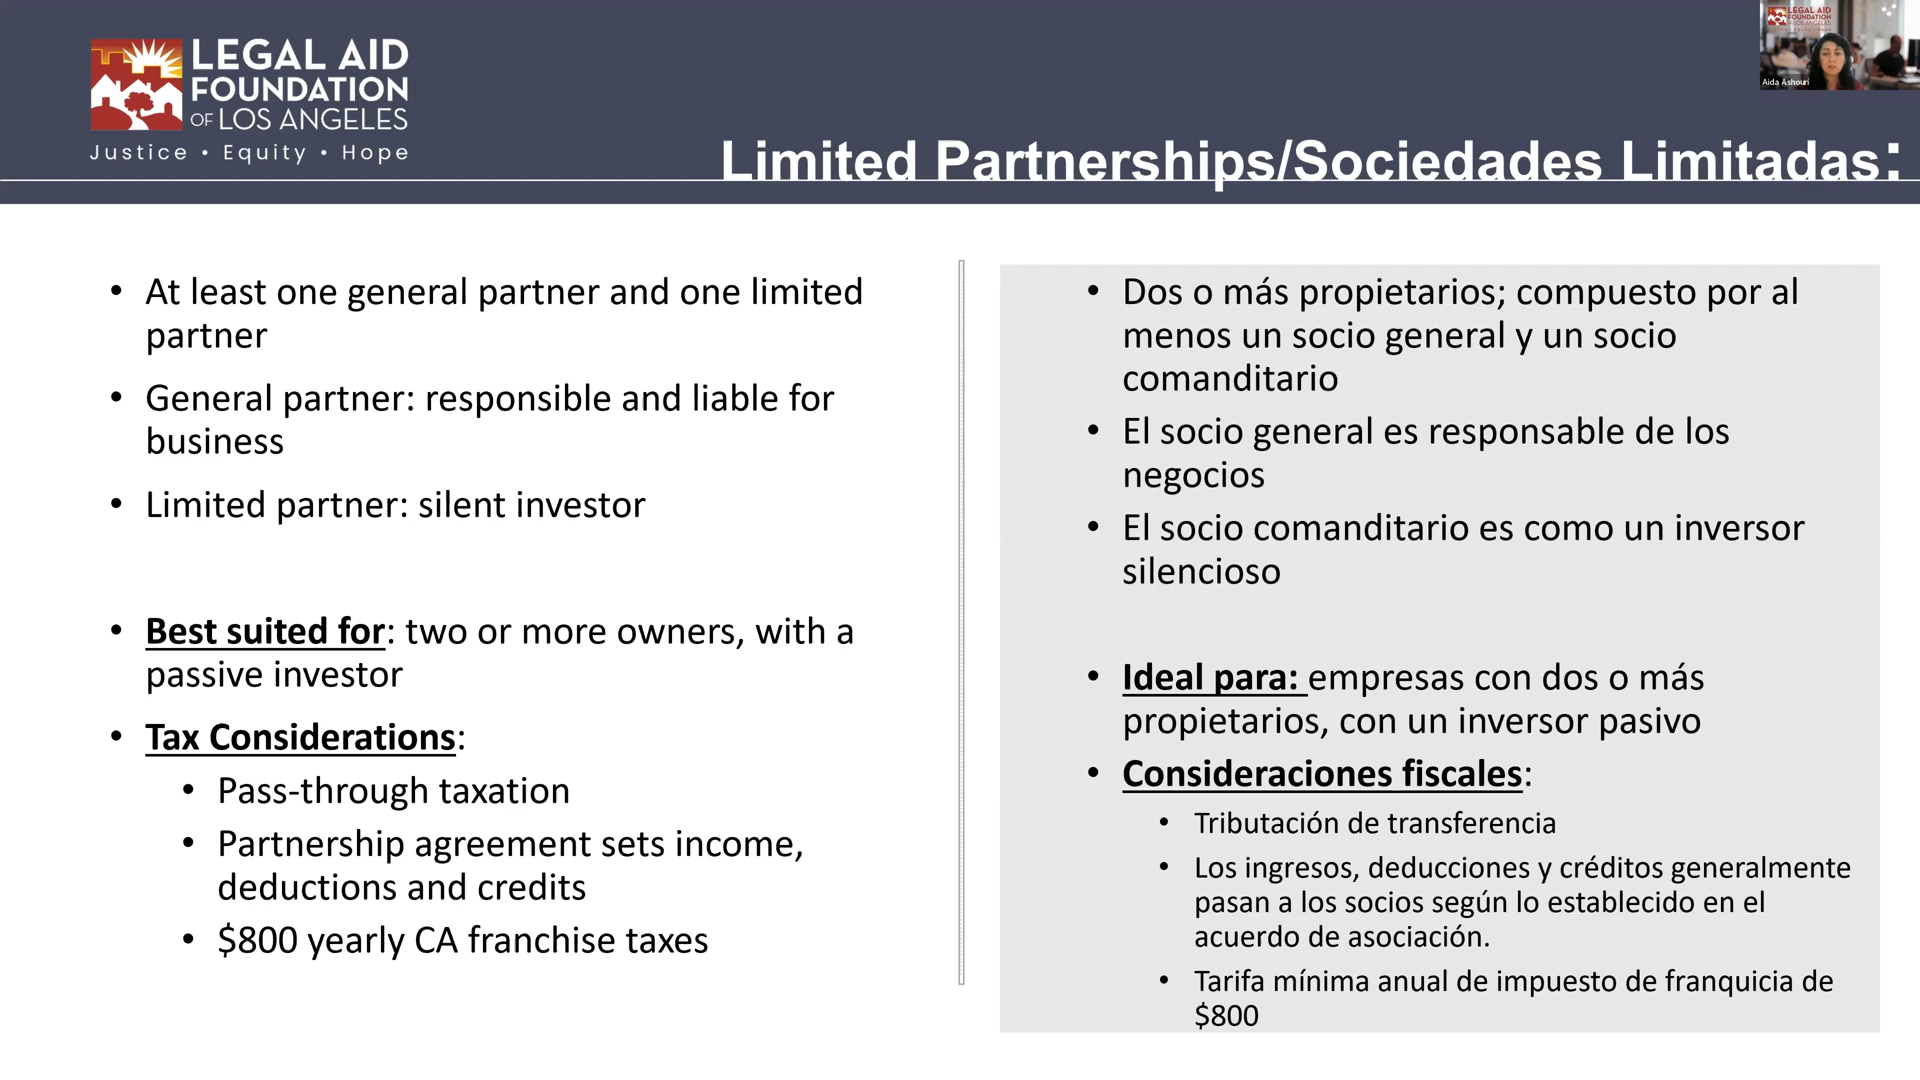 LEGAL AID
FOUNDATION
OF LOS ANGELES
Justice • Equity • Hope
LEGAL AID
FOUNDATION
Aida Ashouri
Limited Partnerships/Sociedades Limitadas:
• At least one general partner and one limited
partner
• General partner: responsible and liable for
business
• Limited partner: silent investor
• Best suited for: two or more owners, with a
passive investor
• Tax Considerations:
• Pass-through taxation
• Partnership agreement sets income,
deductions and credits
• $800 yearly CA franchise taxes
• Dos o más propietarios; compuesto por al
menos un socio general y un socio
comanditario
• El socio general es responsable de los
negocios
• El socio comanditario es como un inversor
silencioso
• Ideal para: empresas con dos o más
propietarios, con un inversor pasivo
• Consideraciones fiscales:
• Tributación de transferencia
• Los ingresos, deducciones y créditos generalmente
pasan a los socios según lo establecido en el
acuerdo de asociación.
• Tarifa mínima anual de impuesto de franquicia de
$800